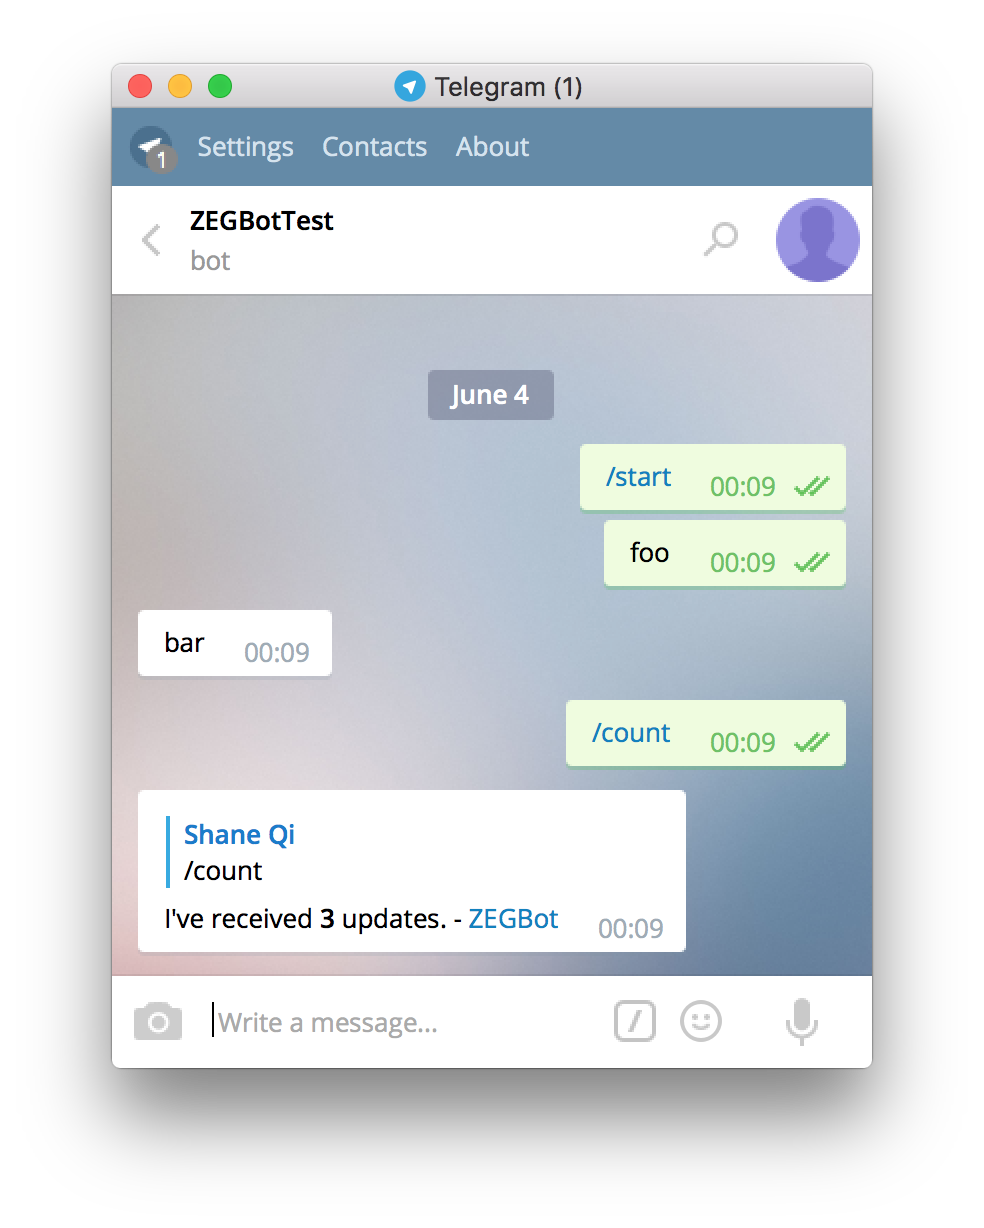 Telegram (1)
1 Settings Contacts About
ZEGBotTest
bot
June 4
/start 00:09
foo 00:09
bar 00:09
/count 00:09
Shane Qi
/count
I've received 3 updates. - ZEGBot 00:09
Write a message...